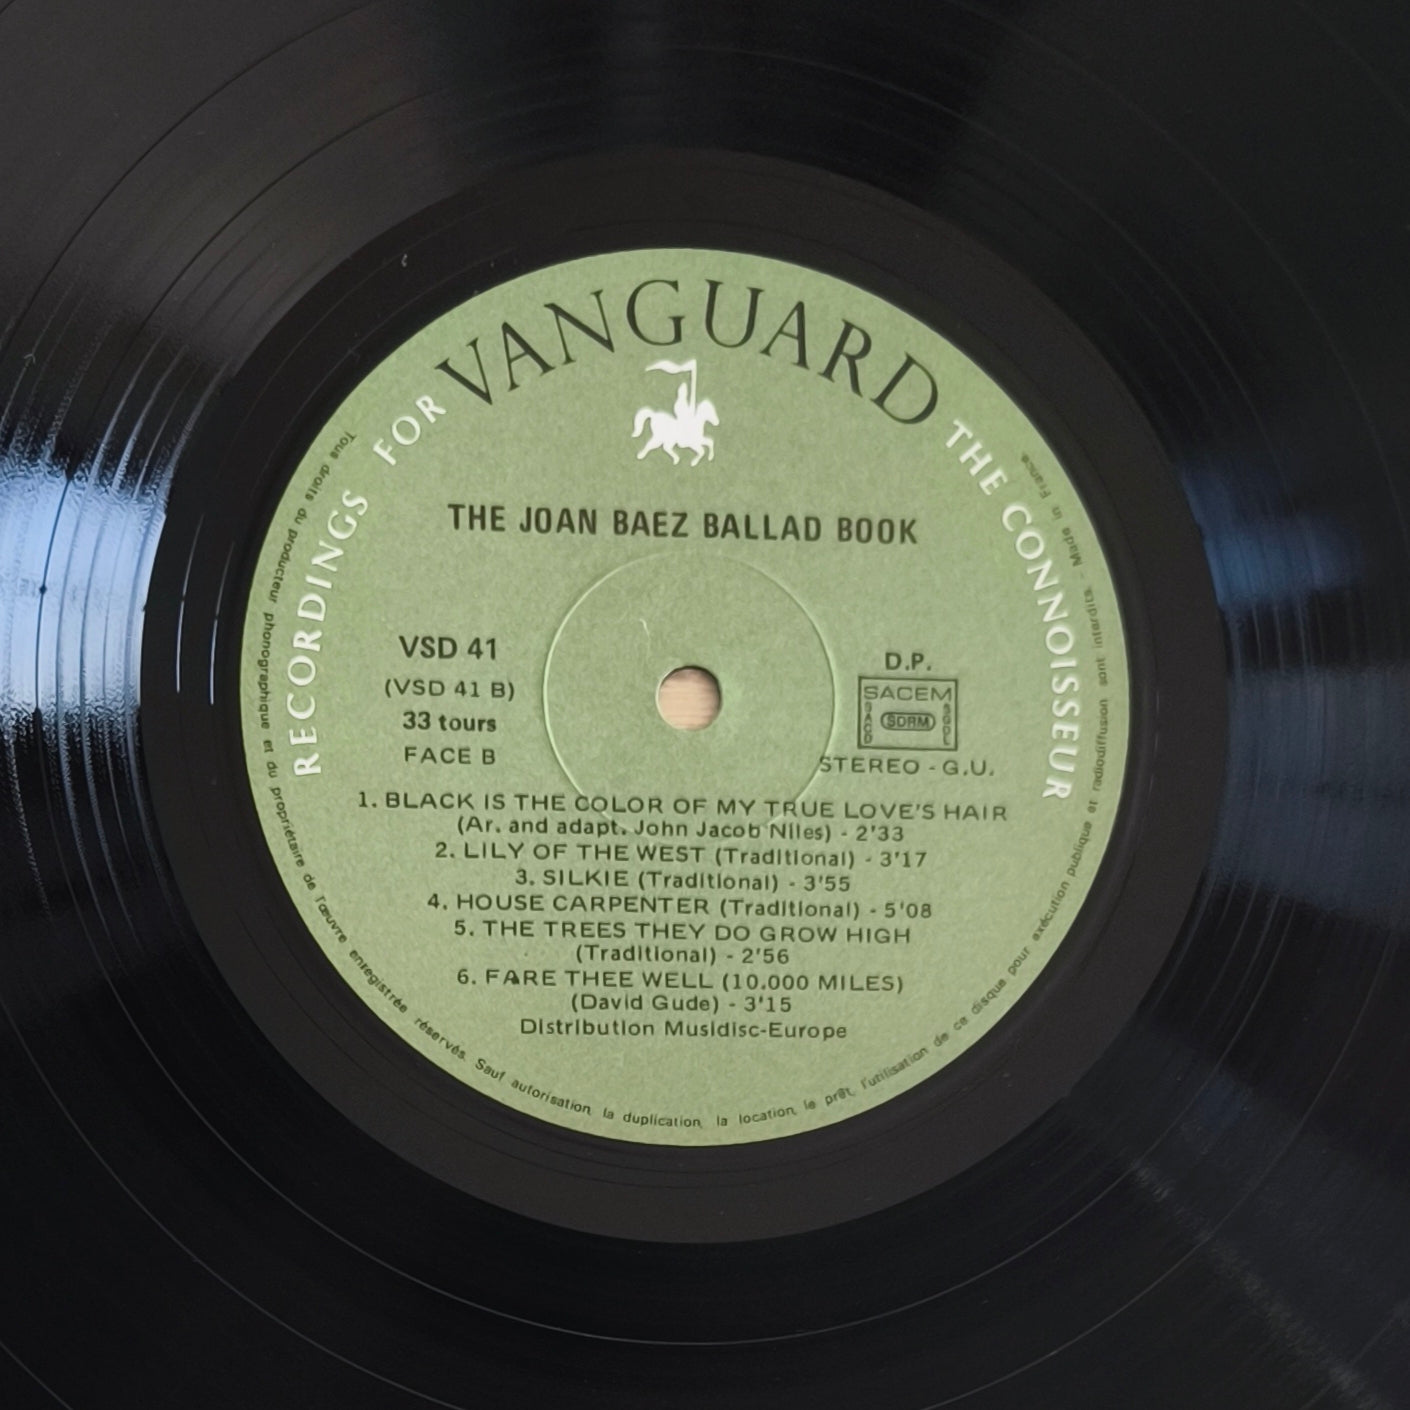 VANGUARD
RECORDINGS FOR THE CONNOISSEUR
THE JOAN BAEZ BALLAD BOOK
VSD 41
(VSD 41 B)
33 tours
FACE B
D.P.
SACEM
SACD SDRM SGDL
STEREO - G.U.
1. BLACK IS THE COLOR OF MY TRUE LOVE'S HAIR
(Ar. and adapt. John Jacob Niles) - 2'33
2. LILY OF THE WEST (Traditional) - 3'17
3. SILKIE (Traditional) - 3'55
4. HOUSE CARPENTER (Traditional) - 5'08
5. THE TREES THEY DO GROW HIGH
(Traditional) - 2'56
6. FARE THEE WELL (10.000 MILES)
(David Gude) - 3'15
Distribution Musidisc-Europe
Tous droits du producteur phonographique et du propriétaire de l'œuvre enregistrée réservés. Sauf autorisation, la duplication, la location, le prêt, l'utilisation de ce disque pour exécution publique et radiodiffusion sont interdits - Made in France